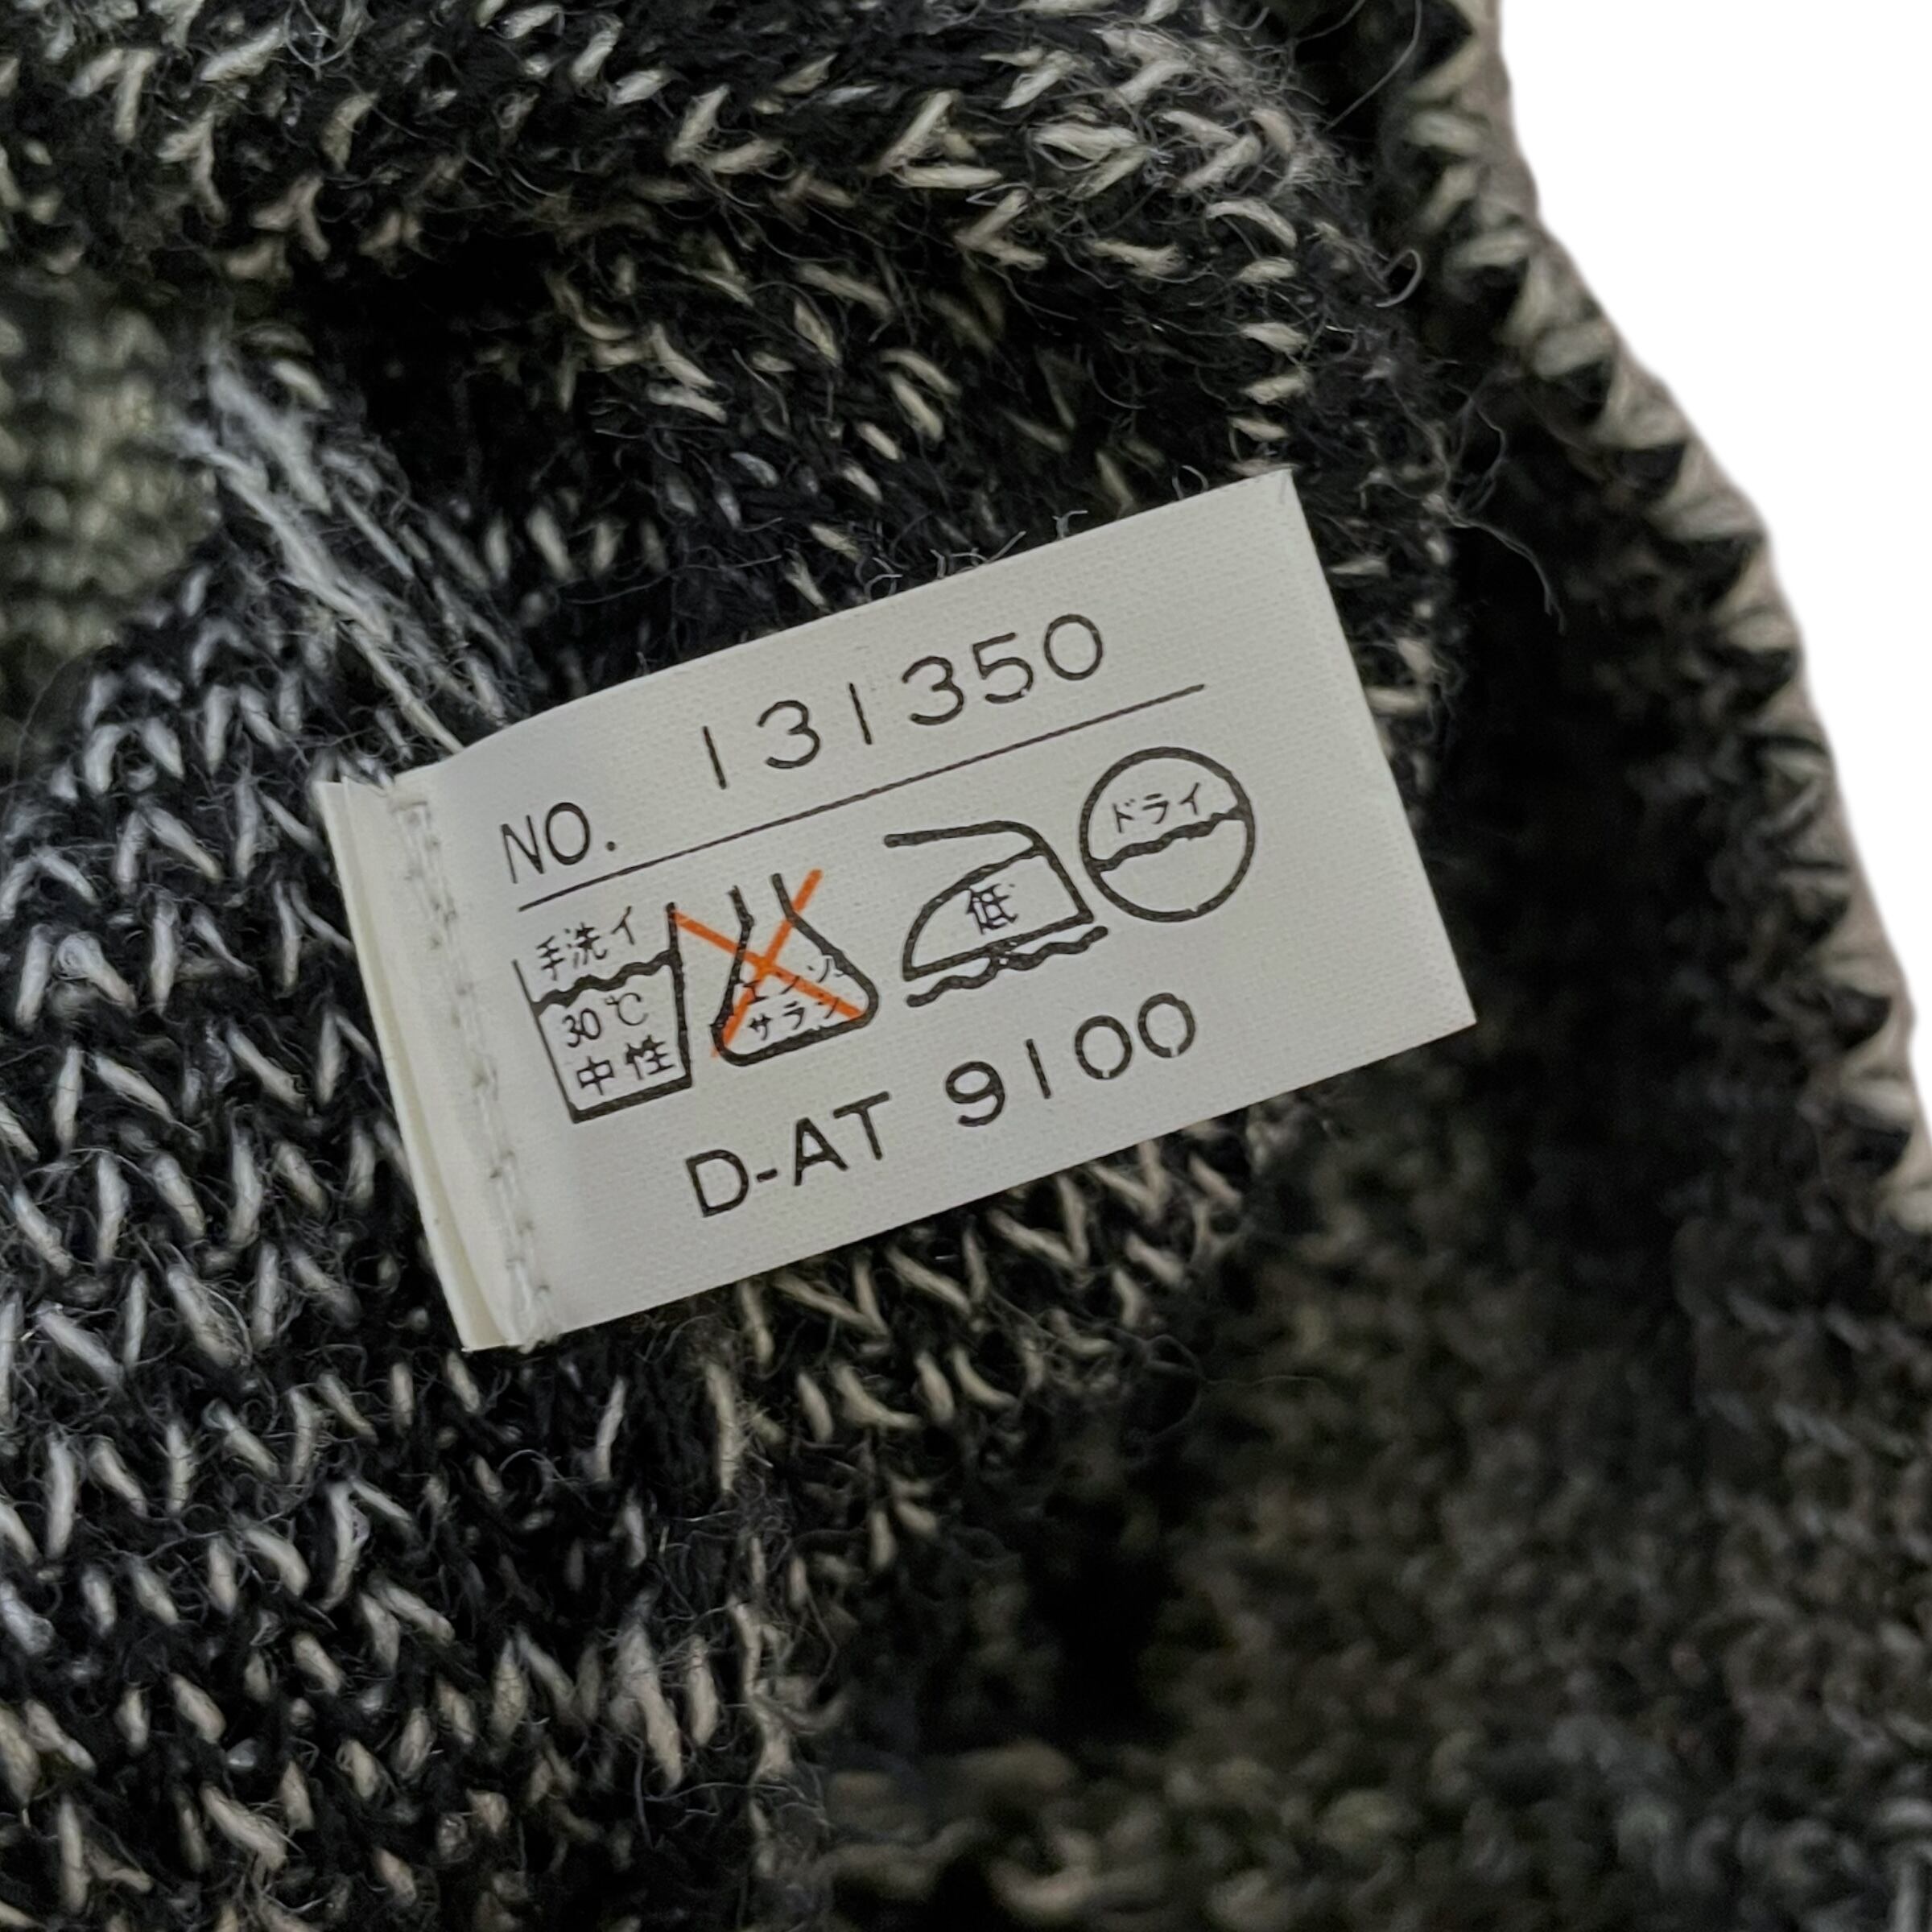 NO. 131350
手洗イ
30℃
中性
エンソ
サラシ
低
ドライ
D-AT 9100